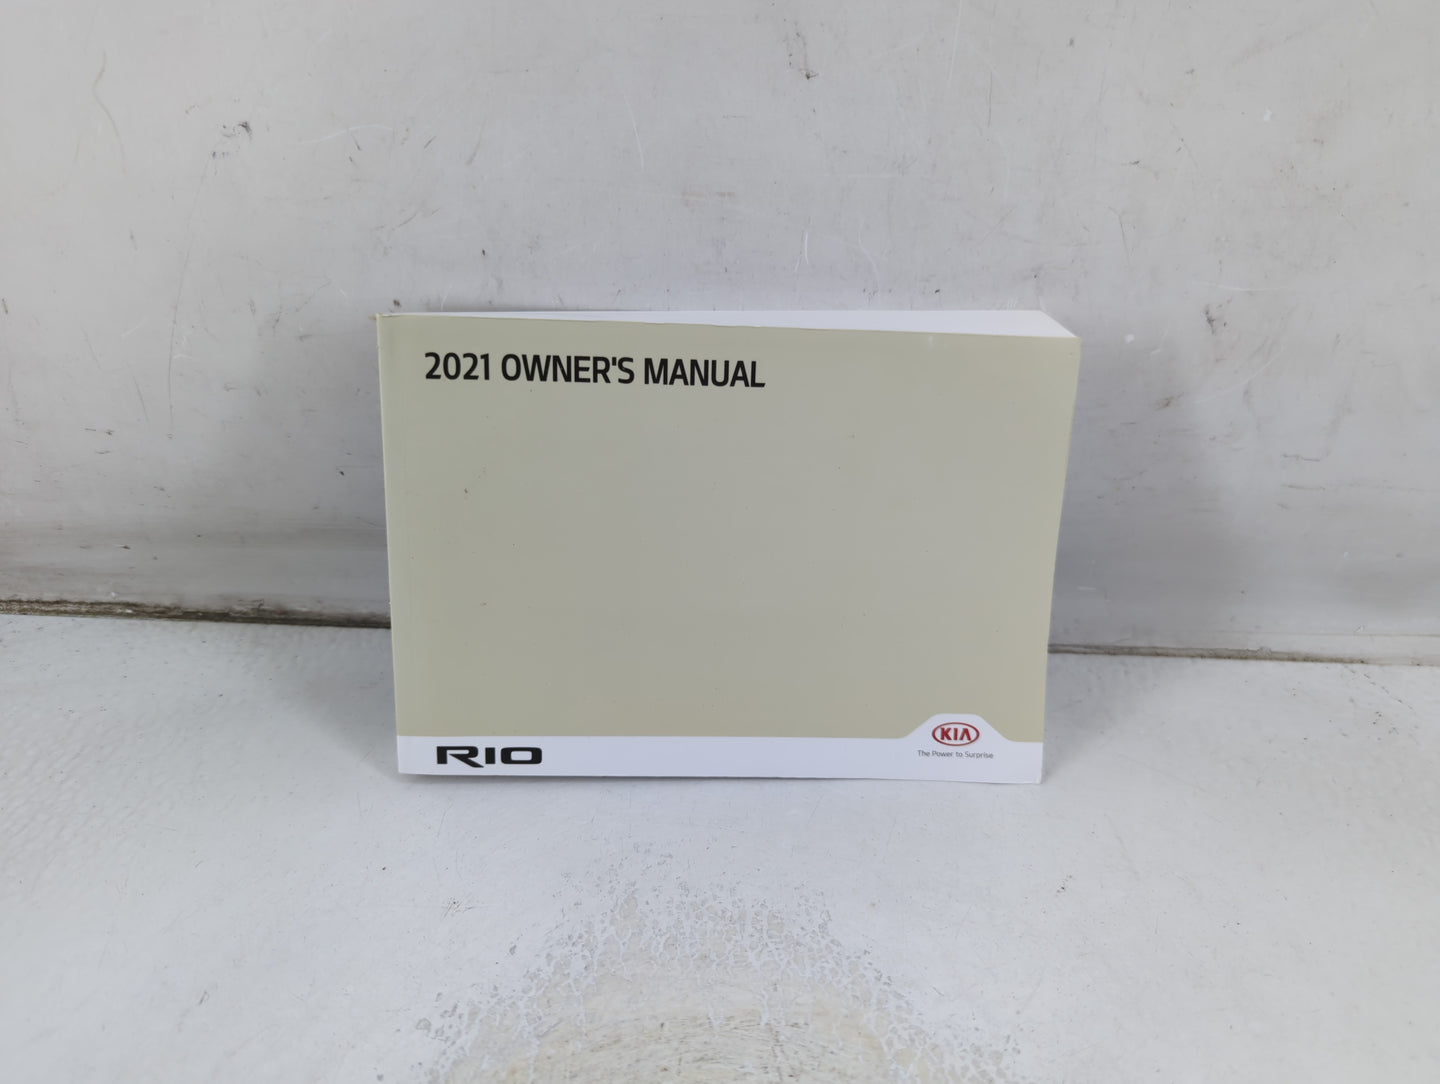 2021 OWNER'S MANUAL
RIO
KIA
The Power to Surprise